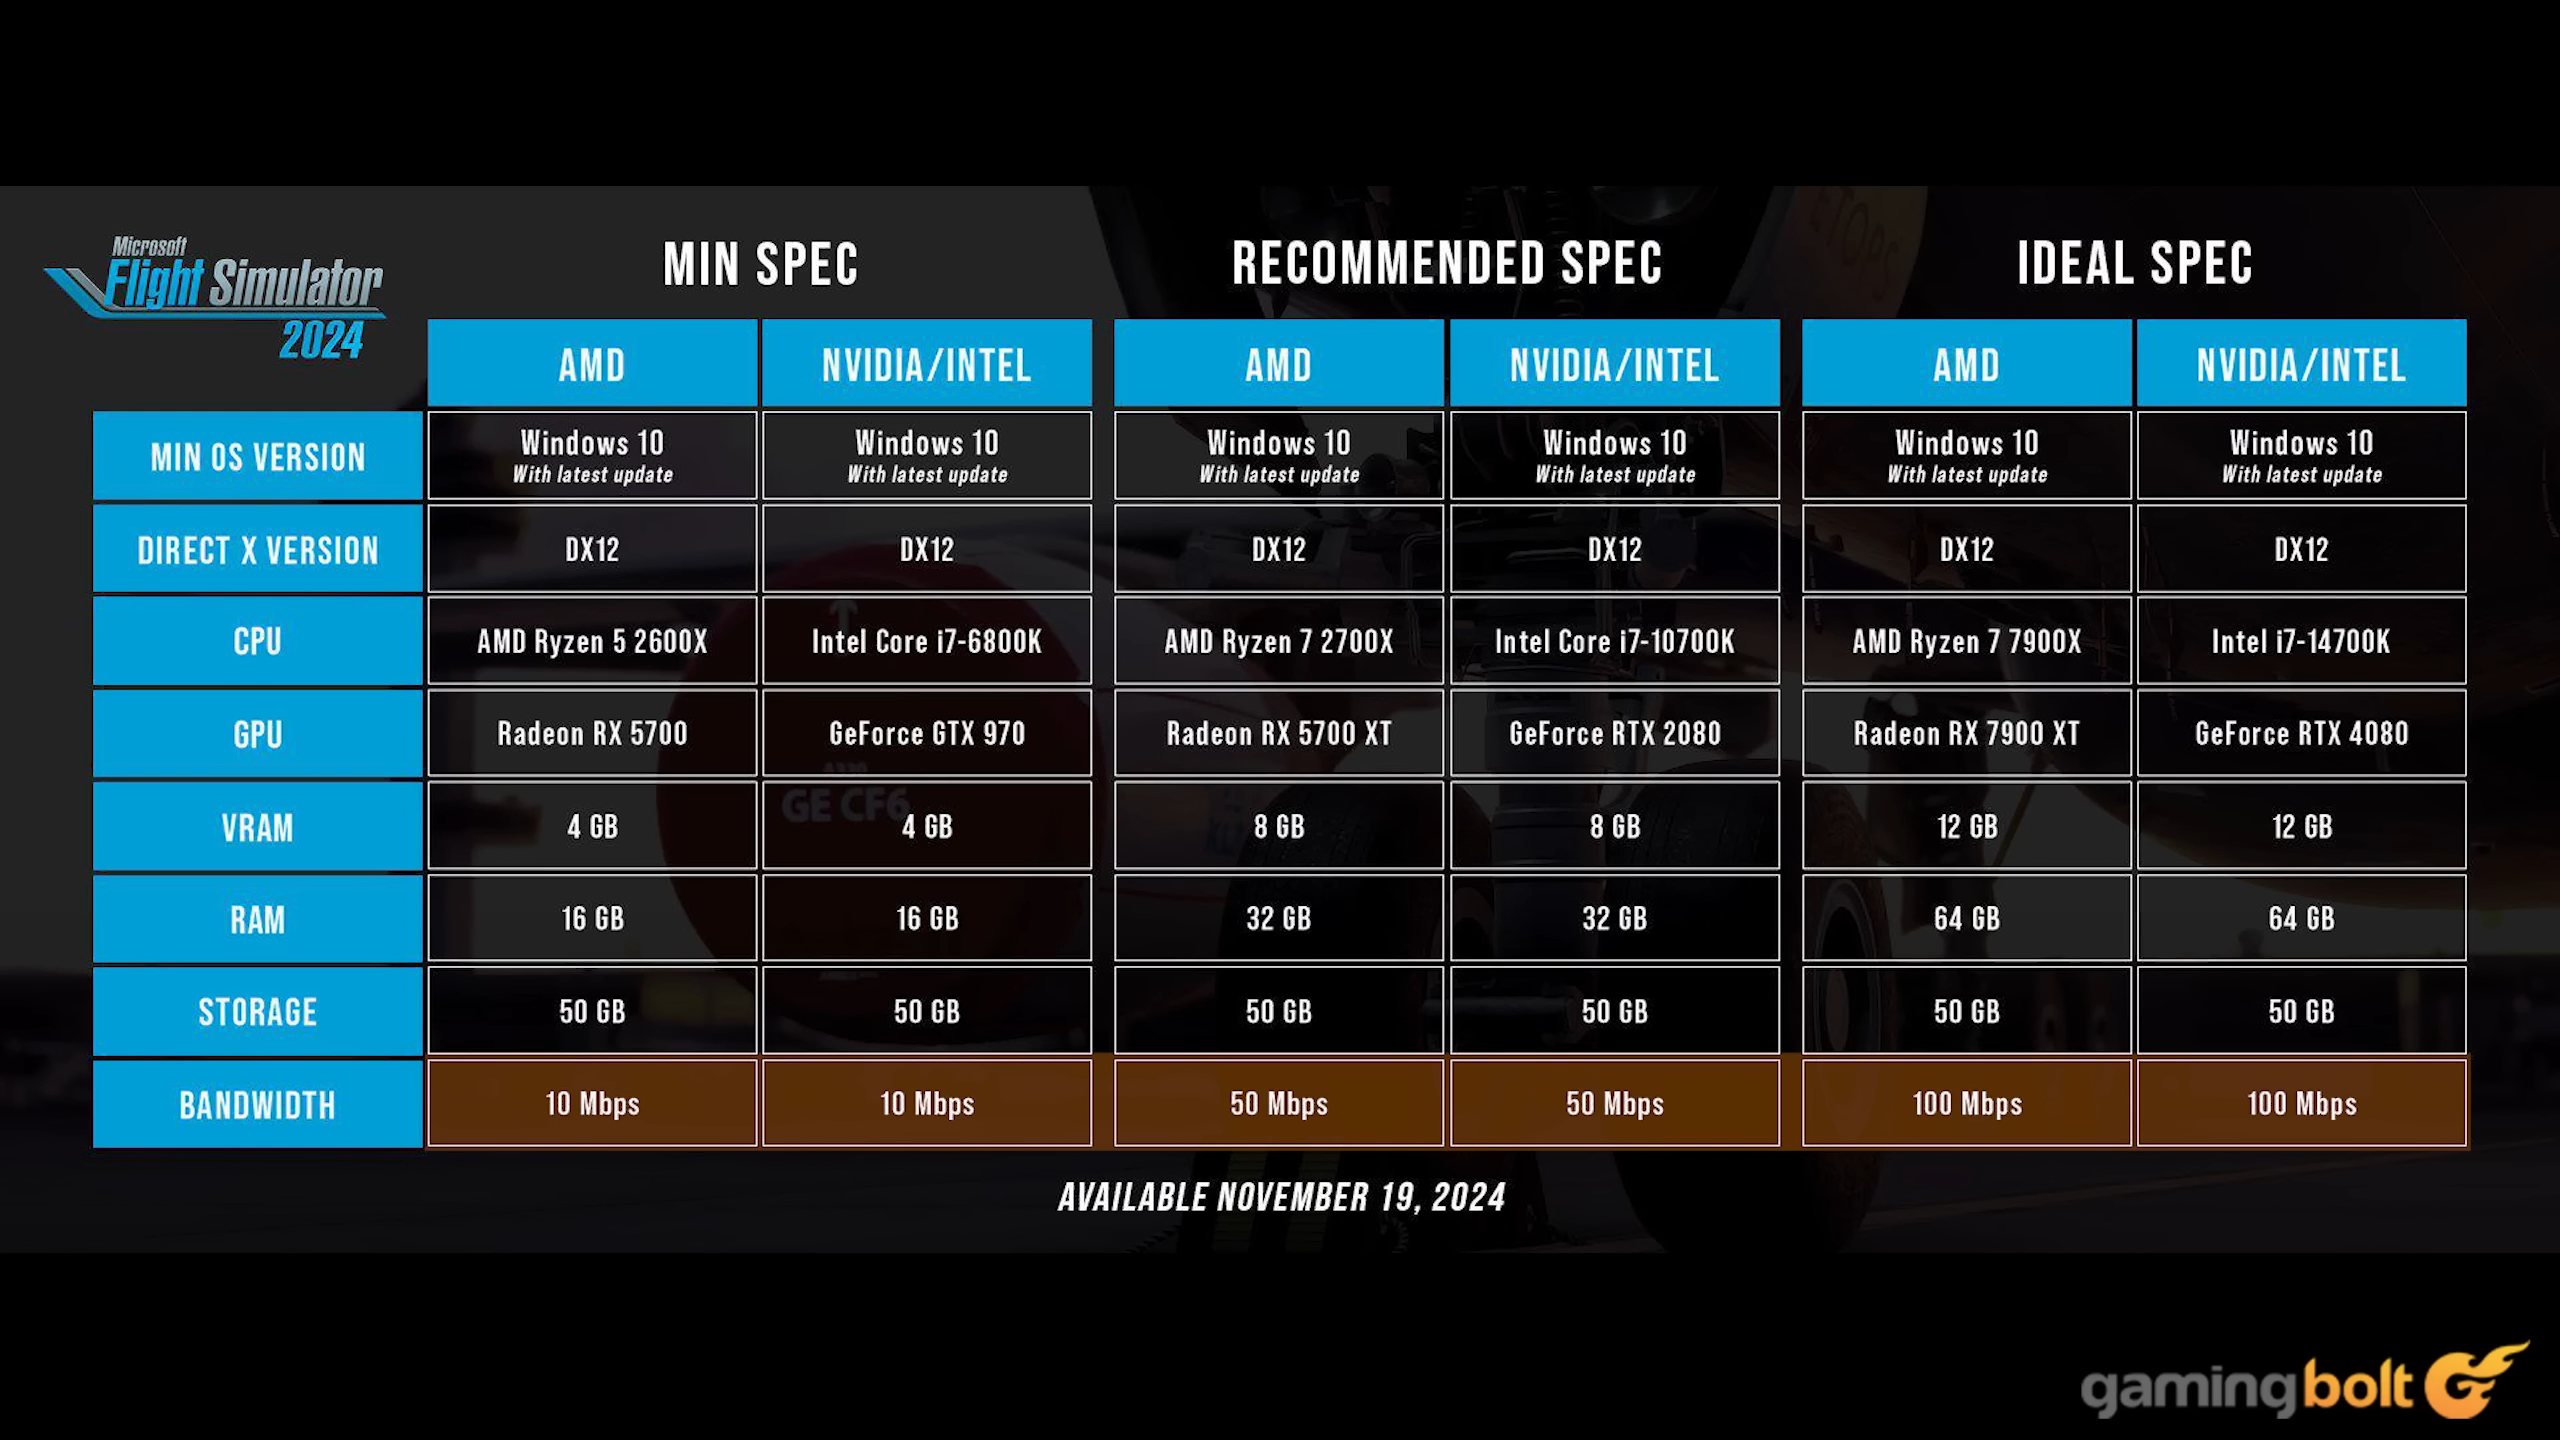 Microsoft
Flight Simulator
2024
MIN SPEC
RECOMMENDED SPEC
IDEAL SPEC
AMD
NVIDIA/INTEL
AMD
NVIDIA/INTEL
AMD
NVIDIA/INTEL
MIN OS VERSION
Windows 10
With latest update
Windows 10
With latest update
Windows 10
With latest update
Windows 10
With latest update
Windows 10
With latest update
Windows 10
With latest update
DIRECT X VERSION
DX12
DX12
DX12
DX12
DX12
DX12
CPU
AMD Ryzen 5 2600X
Intel Core i7-6800K
AMD Ryzen 7 2700X
Intel Core i7-10700K
AMD Ryzen 7 7900X
Intel i7-14700K
GPU
Radeon RX 5700
GeForce GTX 970
Radeon RX 5700 XT
GeForce RTX 2080
Radeon RX 7900 XT
GeForce RTX 4080
GE CF6
VRAM
4 GB
4 GB
8 GB
8 GB
12 GB
12 GB
RAM
16 GB
16 GB
32 GB
32 GB
64 GB
64 GB
STORAGE
50 GB
50 GB
50 GB
50 GB
50 GB
50 GB
BANDWIDTH
10 Mbps
10 Mbps
50 Mbps
50 Mbps
100 Mbps
100 Mbps
AVAILABLE NOVEMBER 19, 2024
gamingbolt